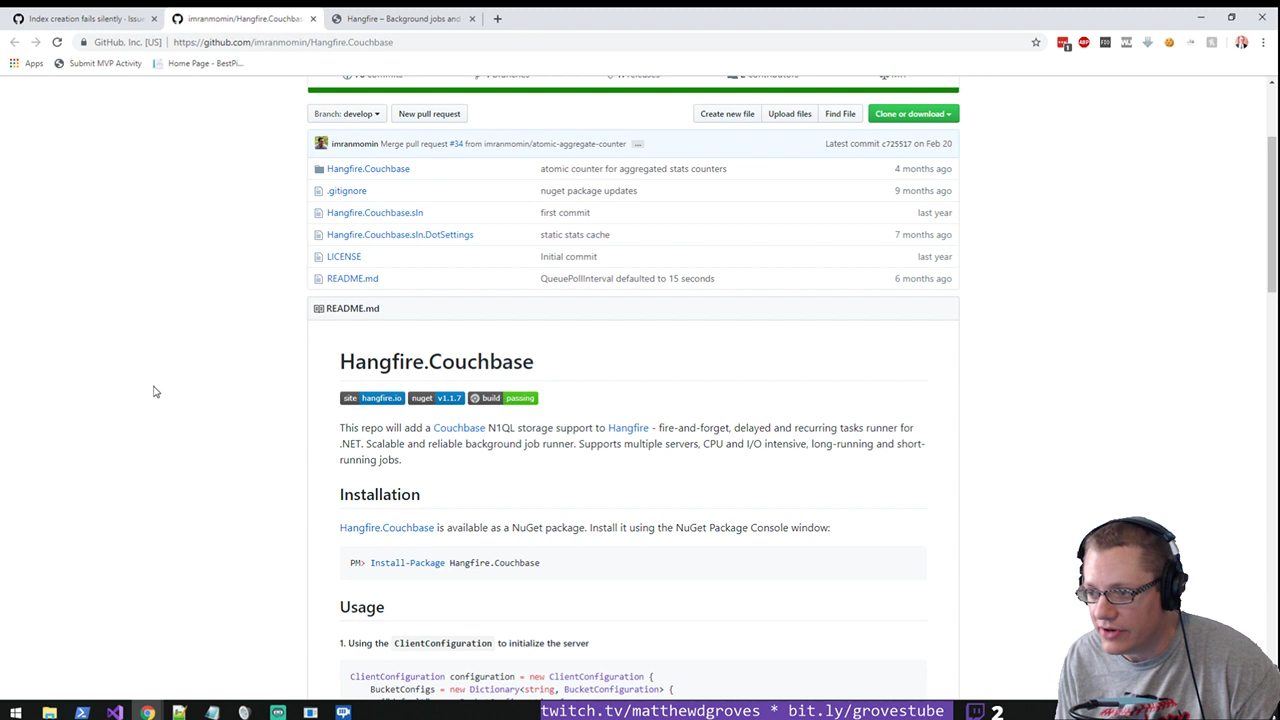 Index creation fails silently · Issu
imranmomin/Hangfire.Couchbas
Hangfire – Background jobs and
GitHub, Inc. [US]
https://github.com/imranmomin/Hangfire.Couchbase
Apps
Submit MVP Activity
Home Page - BestPi...
Branch: develop
New pull request
Create new file
Upload files
Find File
Clone or download
imranmomin Merge pull request #34 from imranmomin/atomic-aggregate-counter ...
Latest commit c725517 on Feb 20
Hangfire.Couchbase
atomic counter for aggregated stats counters
4 months ago
.gitignore
nuget package updates
9 months ago
Hangfire.Couchbase.sln
first commit
last year
Hangfire.Couchbase.sln.DotSettings
static stats cache
7 months ago
LICENSE
Initial commit
last year
README.md
QueuePollInterval defaulted to 15 seconds
6 months ago
README.md
Hangfire.Couchbase
site hangfire.io
nuget v1.1.7
build passing
This repo will add a Couchbase N1QL storage support to Hangfire - fire-and-forget, delayed and recurring tasks runner for
.NET. Scalable and reliable background job runner. Supports multiple servers, CPU and I/O intensive, long-running and short-
running jobs.
Installation
Hangfire.Couchbase is available as a NuGet package. Install it using the NuGet Package Console window:
PM> Install-Package Hangfire.Couchbase
Usage
1. Using the ClientConfiguration to initialize the server
ClientConfiguration configuration = new ClientConfiguration {
BucketConfigs = new Dictionary<string, BucketConfiguration> {
twitch.tv/matthewdgroves * bit.ly/grovestube
2